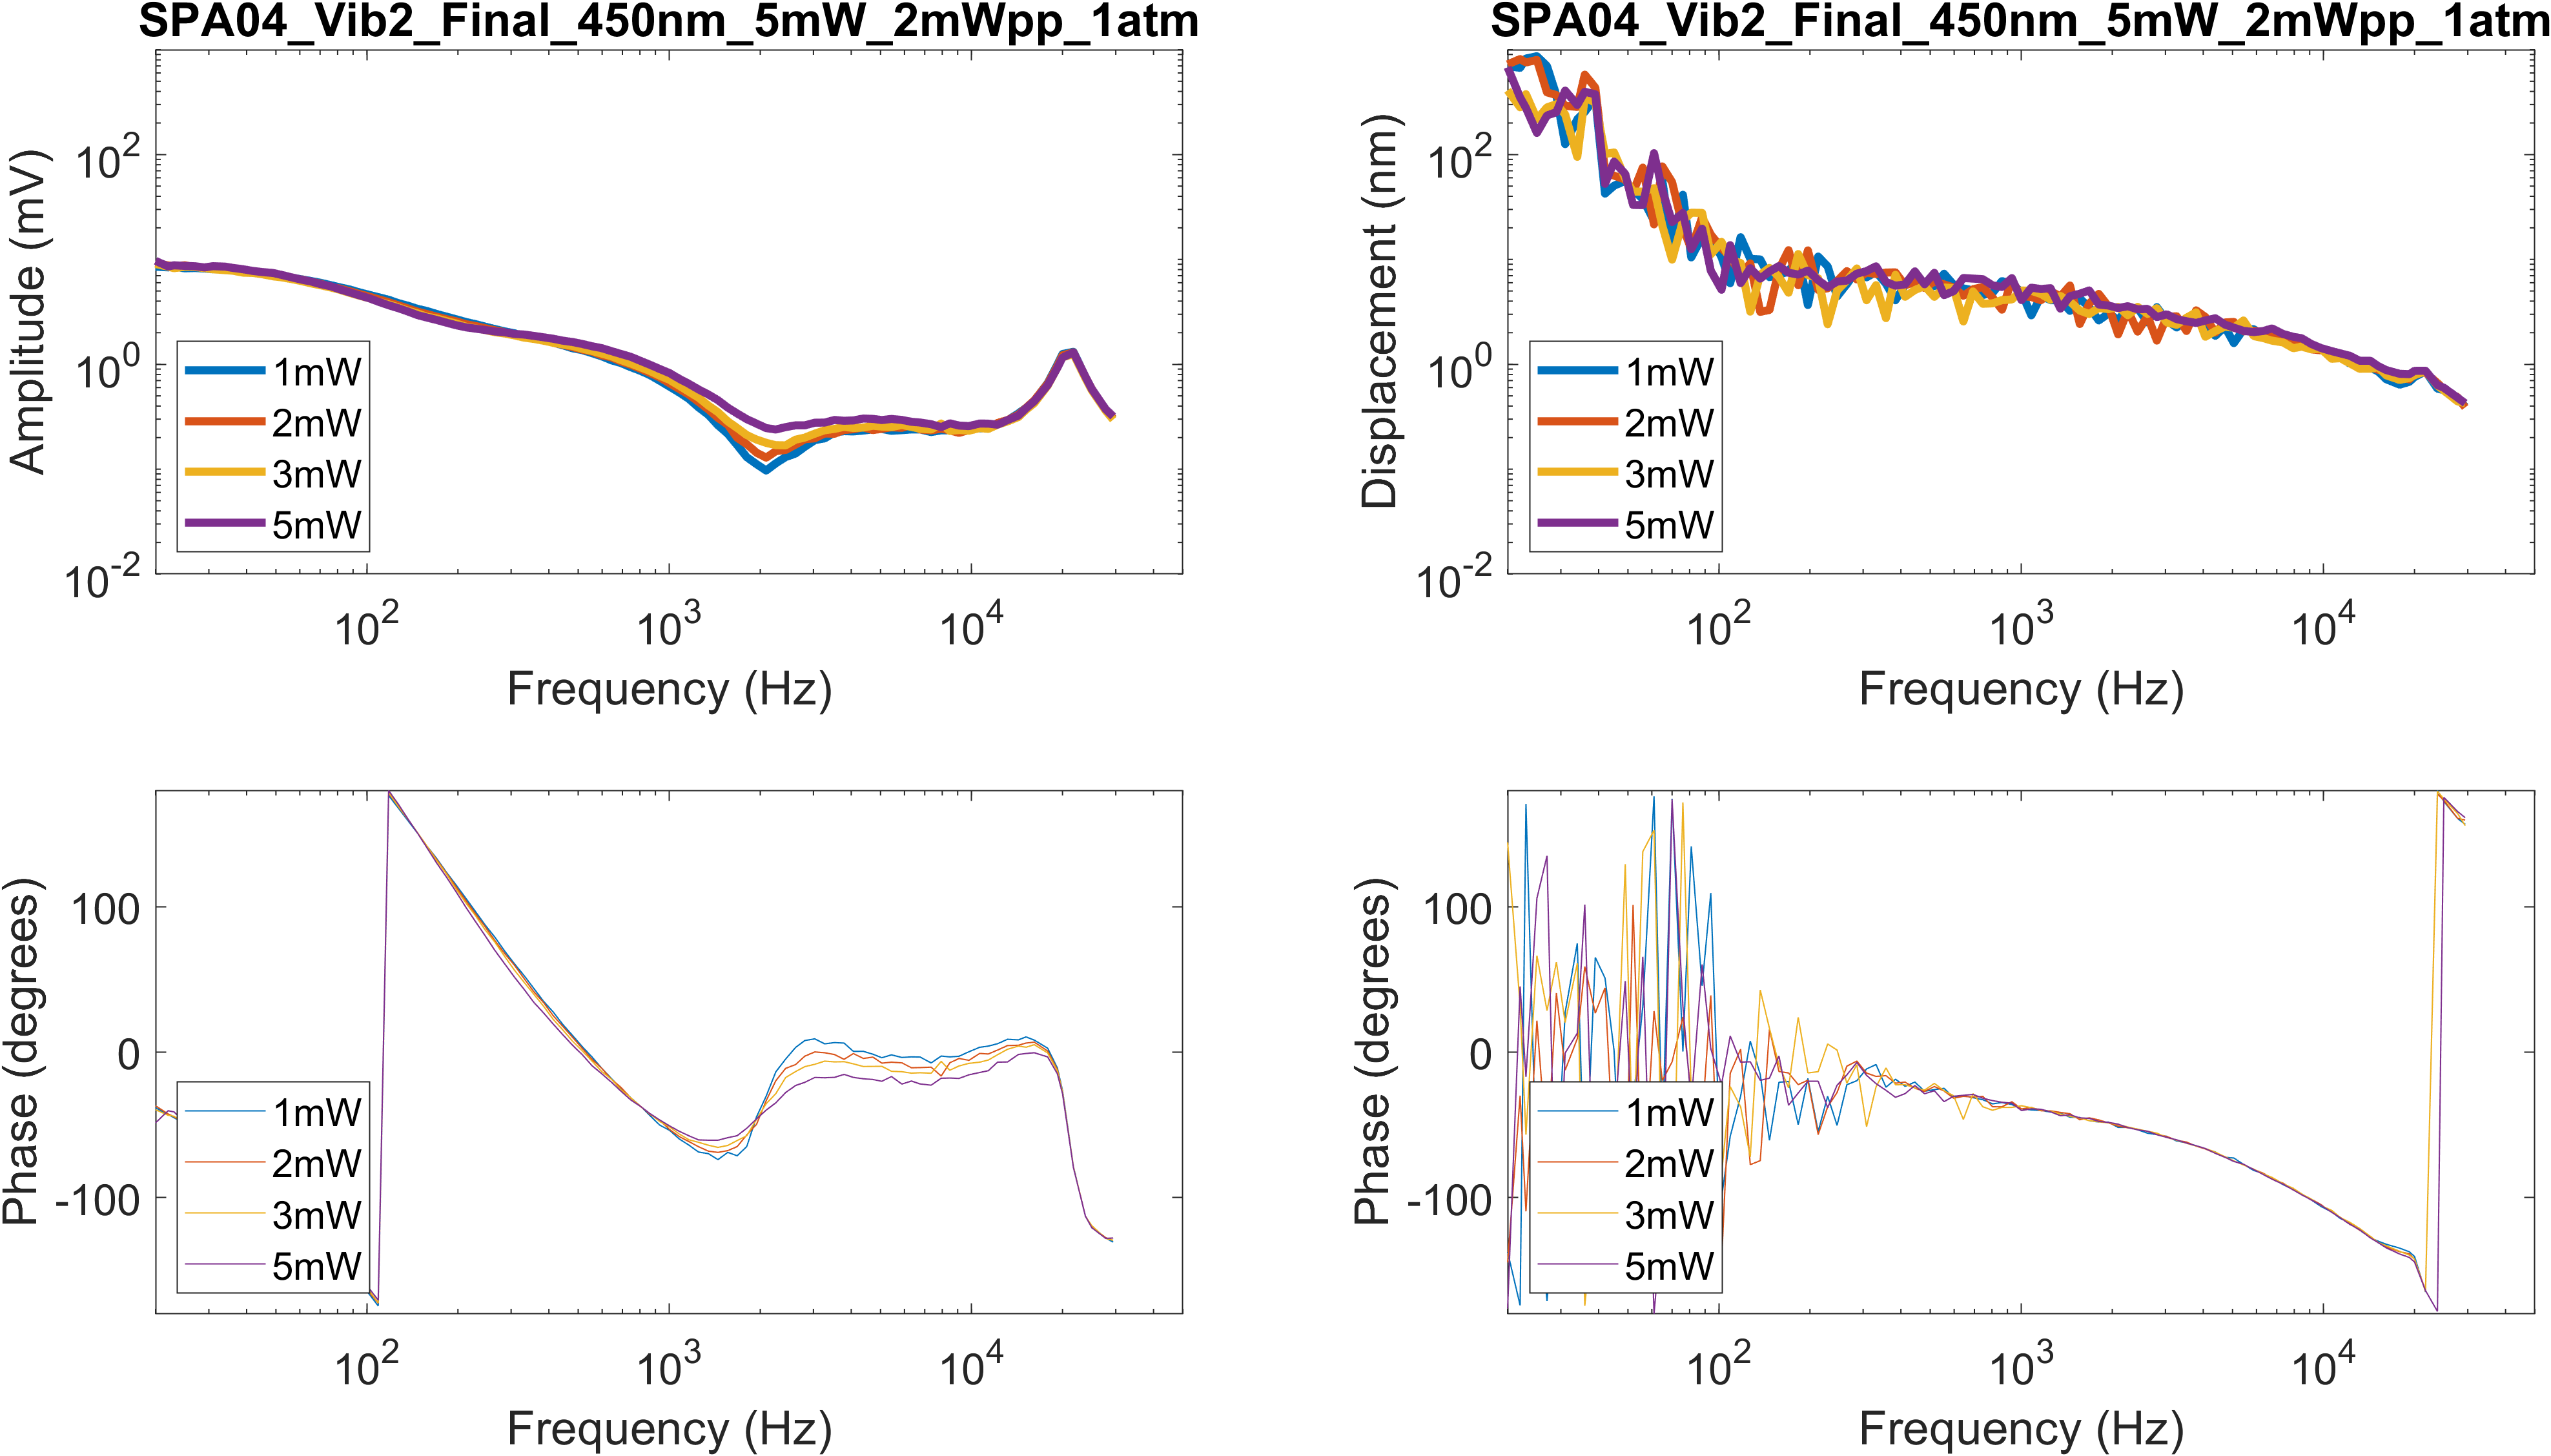 SPA04_Vib2_Final_450nm_5mW_2mWpp_1atm
Amplitude (mV)
10^2
10^0
10^-2
1mW
2mW
3mW
5mW
10^2
10^3
10^4
Frequency (Hz)
SPA04_Vib2_Final_450nm_5mW_2mWpp_1atm
Displacement (nm)
10^2
10^0
10^-2
1mW
2mW
3mW
5mW
10^2
10^3
10^4
Frequency (Hz)
Phase (degrees)
100
0
-100
1mW
2mW
3mW
5mW
10^2
10^3
10^4
Frequency (Hz)
Phase (degrees)
100
0
-100
1mW
2mW
3mW
5mW
10^2
10^3
10^4
Frequency (Hz)